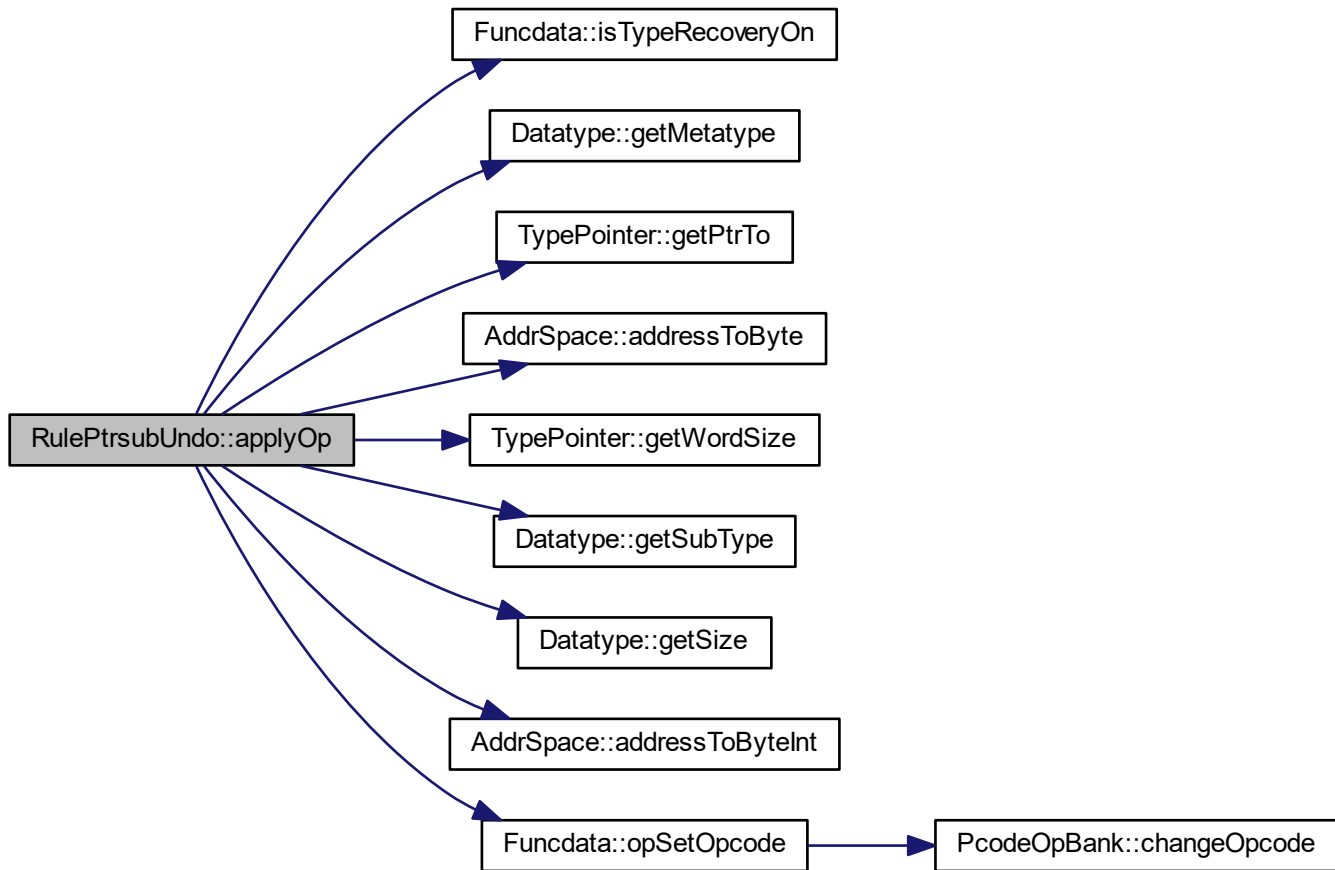 Funcdata::isTypeRecoveryOn
Datatype::getMetatype
TypePointer::getPtrTo
AddrSpace::addressToByte
RulePtrsubUndo::applyOp
TypePointer::getWordSize
Datatype::getSubType
Datatype::getSize
AddrSpace::addressToByteInt
Funcdata::opSetOpcode
PcodeOpBank::changeOpcode